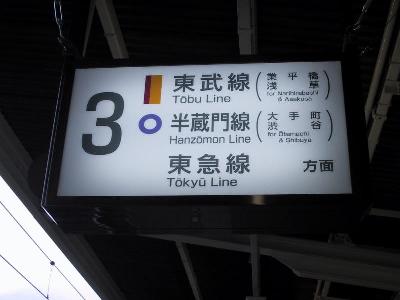 3
東武線
Tōbu Line
(業平橋
浅草)
for Narihirabashi
& Asakusa
半蔵門線
Hanzōmon Line
(大手町
渋谷)
for Ōtemachi
& Shibuya
東急線
Tōkyū Line
方面